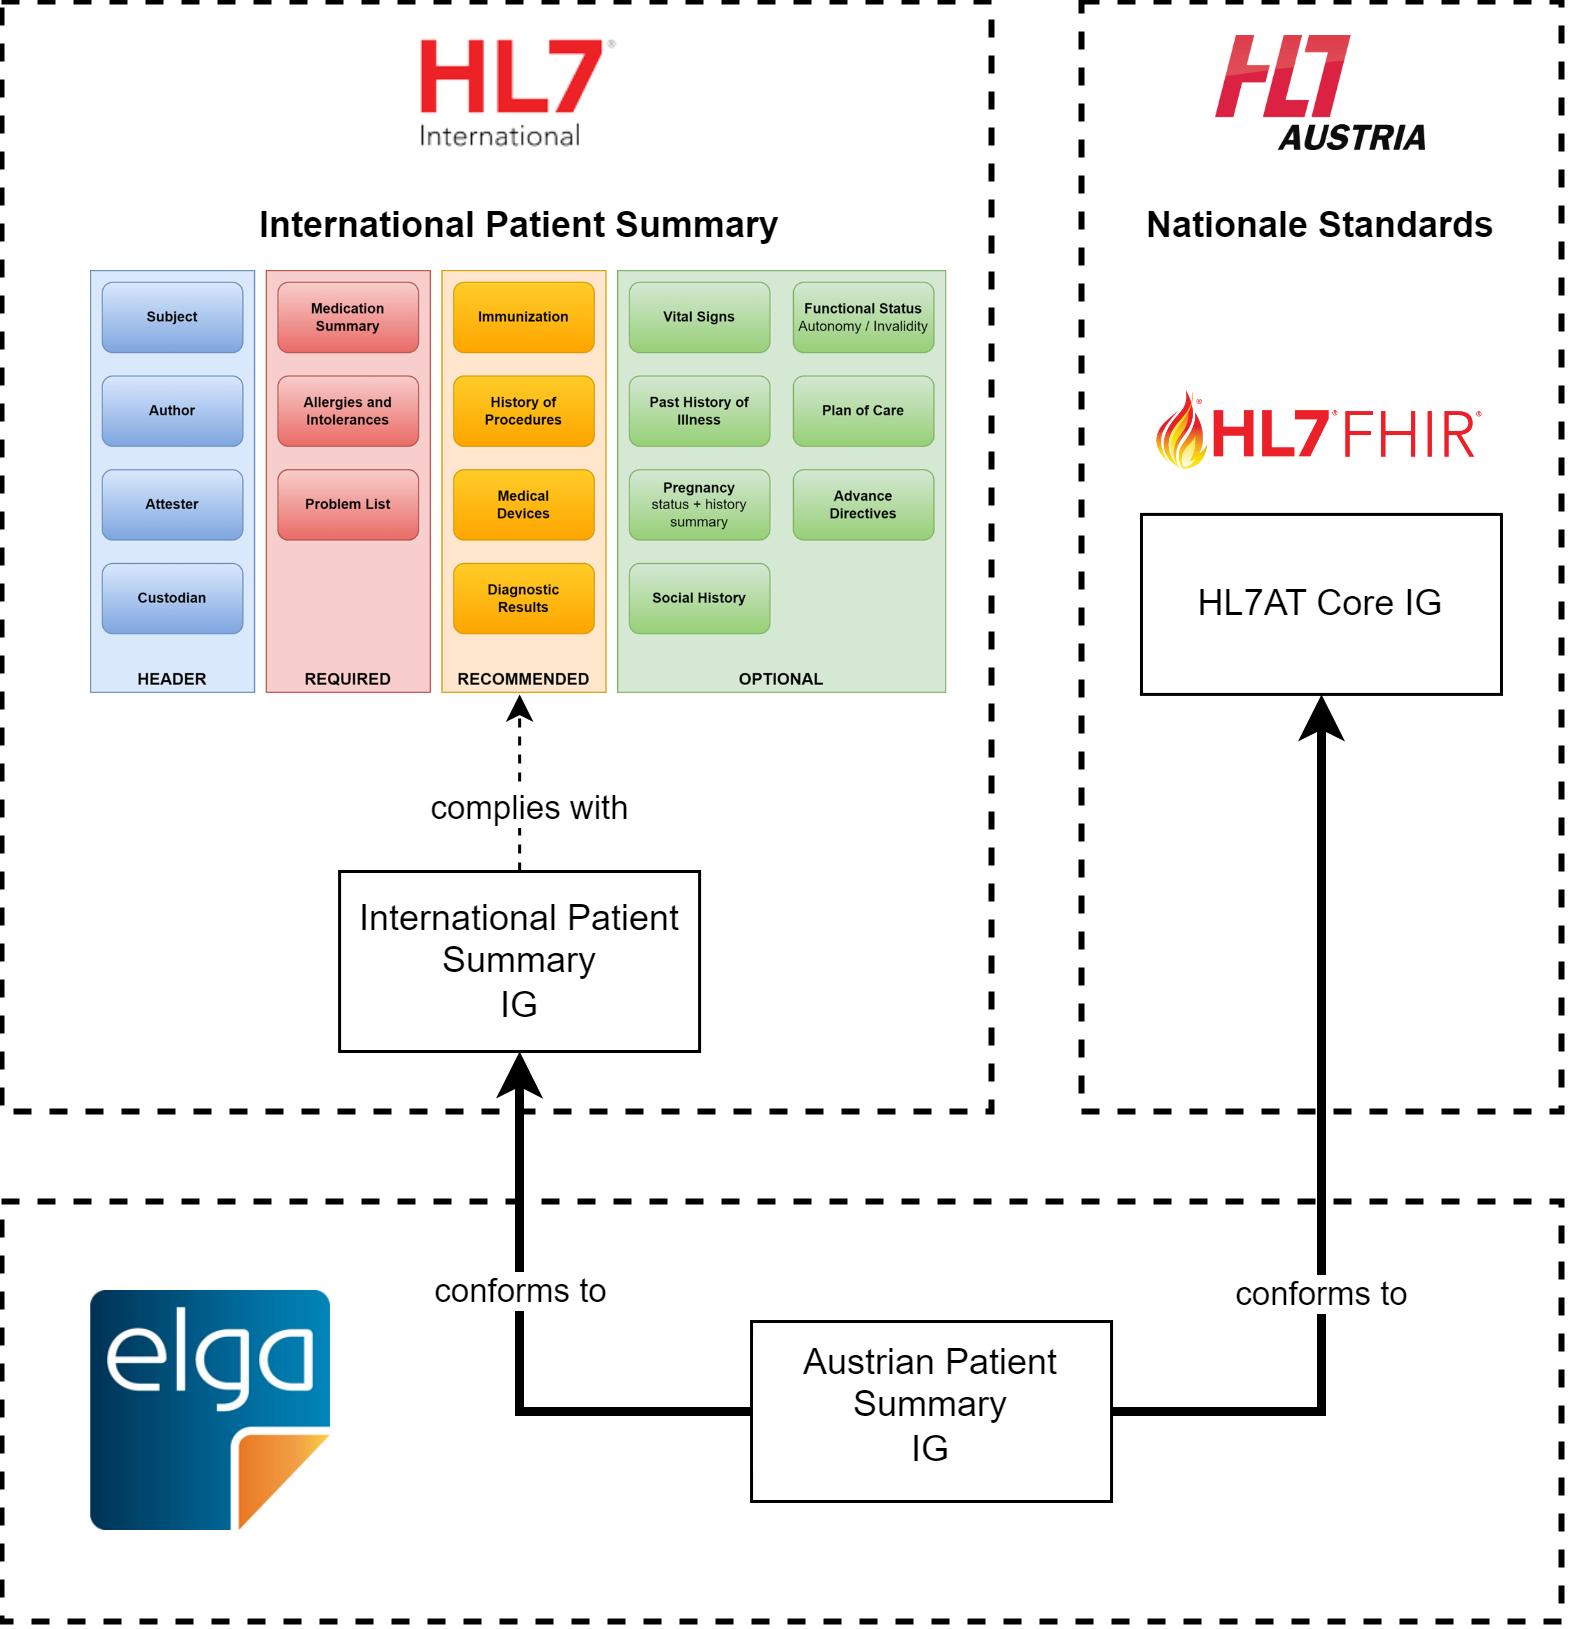 HL7®
International
International Patient Summary
Subject
Author
Attester
Custodian
HEADER
Medication
Summary
Allergies and
Intolerances
Problem List
REQUIRED
Immunization
History of
Procedures
Medical
Devices
Diagnostic
Results
RECOMMENDED
Vital Signs
Past History of
Illness
Pregnancy
status + history
summary
Social History
Functional Status
Autonomy / Invalidity
Plan of Care
Advance
Directives
OPTIONAL
complies with
International Patient
Summary
IG
HL7
AUSTRIA
Nationale Standards
®HL7®FHIR®
HL7AT Core IG
elga
conforms to
Austrian Patient
Summary
IG
conforms to